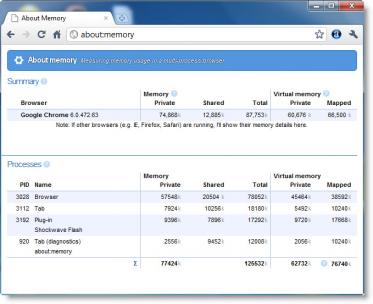 About Memory
about:memory
About memory Measuring memory usage in a multi-process browser
Summary
Memory Virtual memory
Browser Private Shared Total Private Mapped
Google Chrome 6.0.472.63 74,868k 12,885k 87,753k 60,676k 66,500k
Note: If other browsers (e.g. IE, Firefox, Safari) are running, I'll show their memory details here.
Processes
Memory Virtual memory
PID Name Private Shared Total Private Mapped
3028 Browser 57548k 20504k 78052k 45464k 38592k
3112 Tab 7924k 10256k 18180k 5492k 10240k
3192 Plug-in 9396k 7896k 17292k 9720k 17668k
Shockwave Flash
920 Tab (diagnostics) 2556k 9452k 12008k 2056k 10240k
about:memory
Σ 77424k 125532k 62732k 76740k